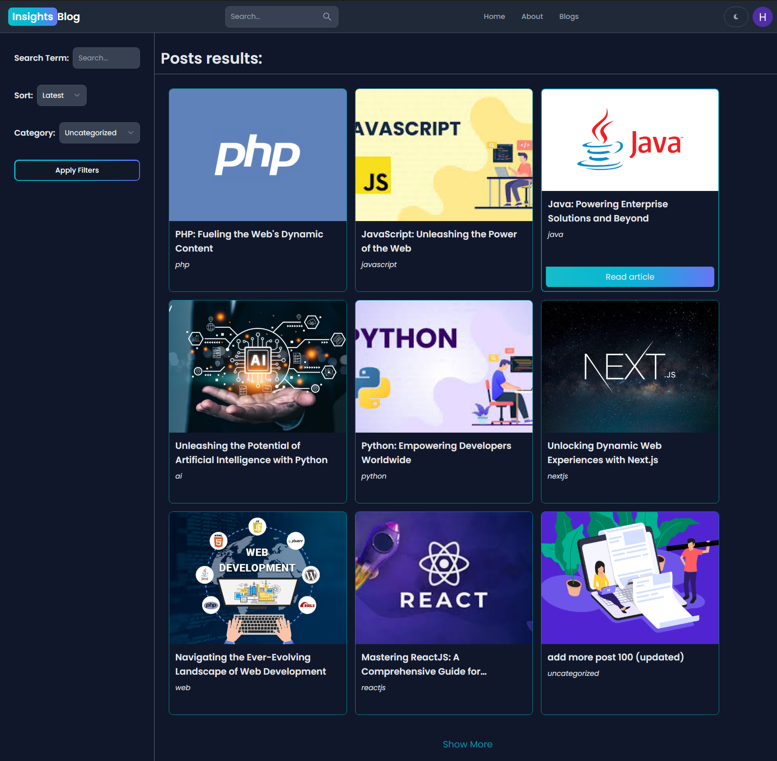 Insights Blog
Search...
Home
About
Blogs
H
Search Term:
Search...
Sort:
Latest
Category:
Uncategorized
Apply Filters
Posts results:
php
PHP: Fueling the Web's Dynamic
Content
php
AVASCRIPT
JS
JavaScript: Unleashing the Power
of the Web
javascript
Java
Java: Powering Enterprise
Solutions and Beyond
java
Read article
AI
Unleashing the Potential of
Artificial Intelligence with Python
ai
PYTHON
Python: Empowering Developers
Worldwide
python
NEXT.JS
Unlocking Dynamic Web
Experiences with Next.js
nextjs
WEB
DEVELOPMENT
php
Navigating the Ever-Evolving
Landscape of Web Development
web
REACT
Mastering ReactJS: A
Comprehensive Guide for...
reactjs
add more post 100 (updated)
uncategorized
Show More